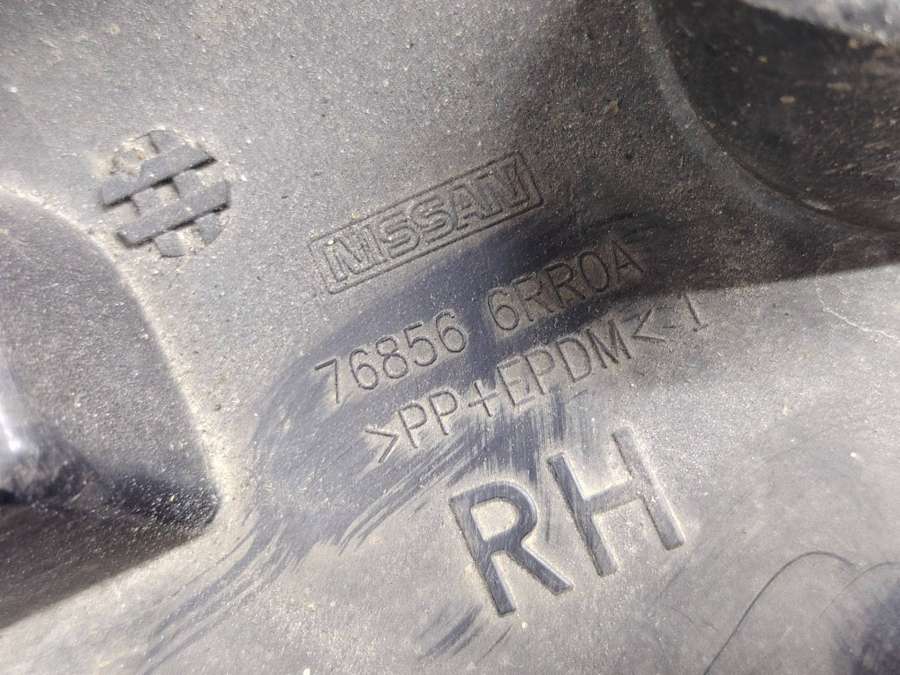 NISSAN
76856 6RR0A
>PP+EPDM<-1
RH